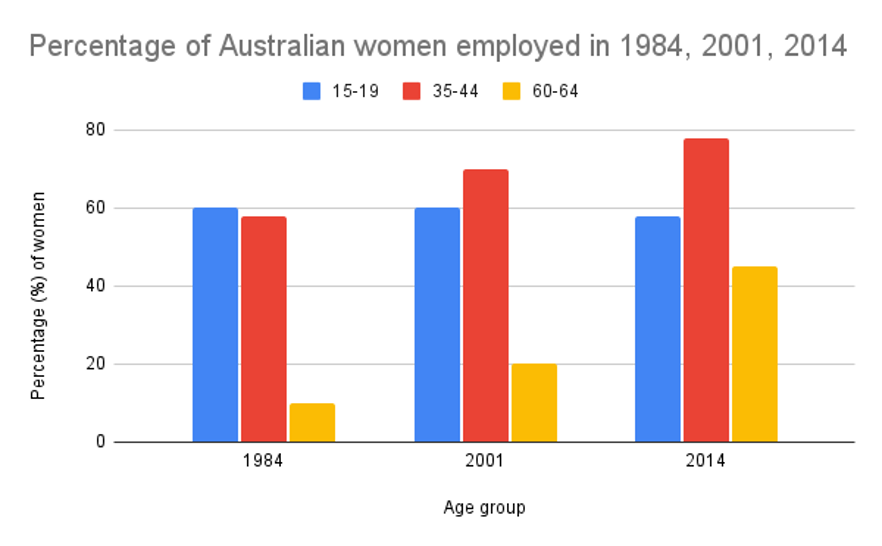 Percentage of Australian women employed in 1984, 2001, 2014
15-19 35-44 60-64
80
60
40
20
0
Percentage (%) of women
1984 2001 2014
Age group